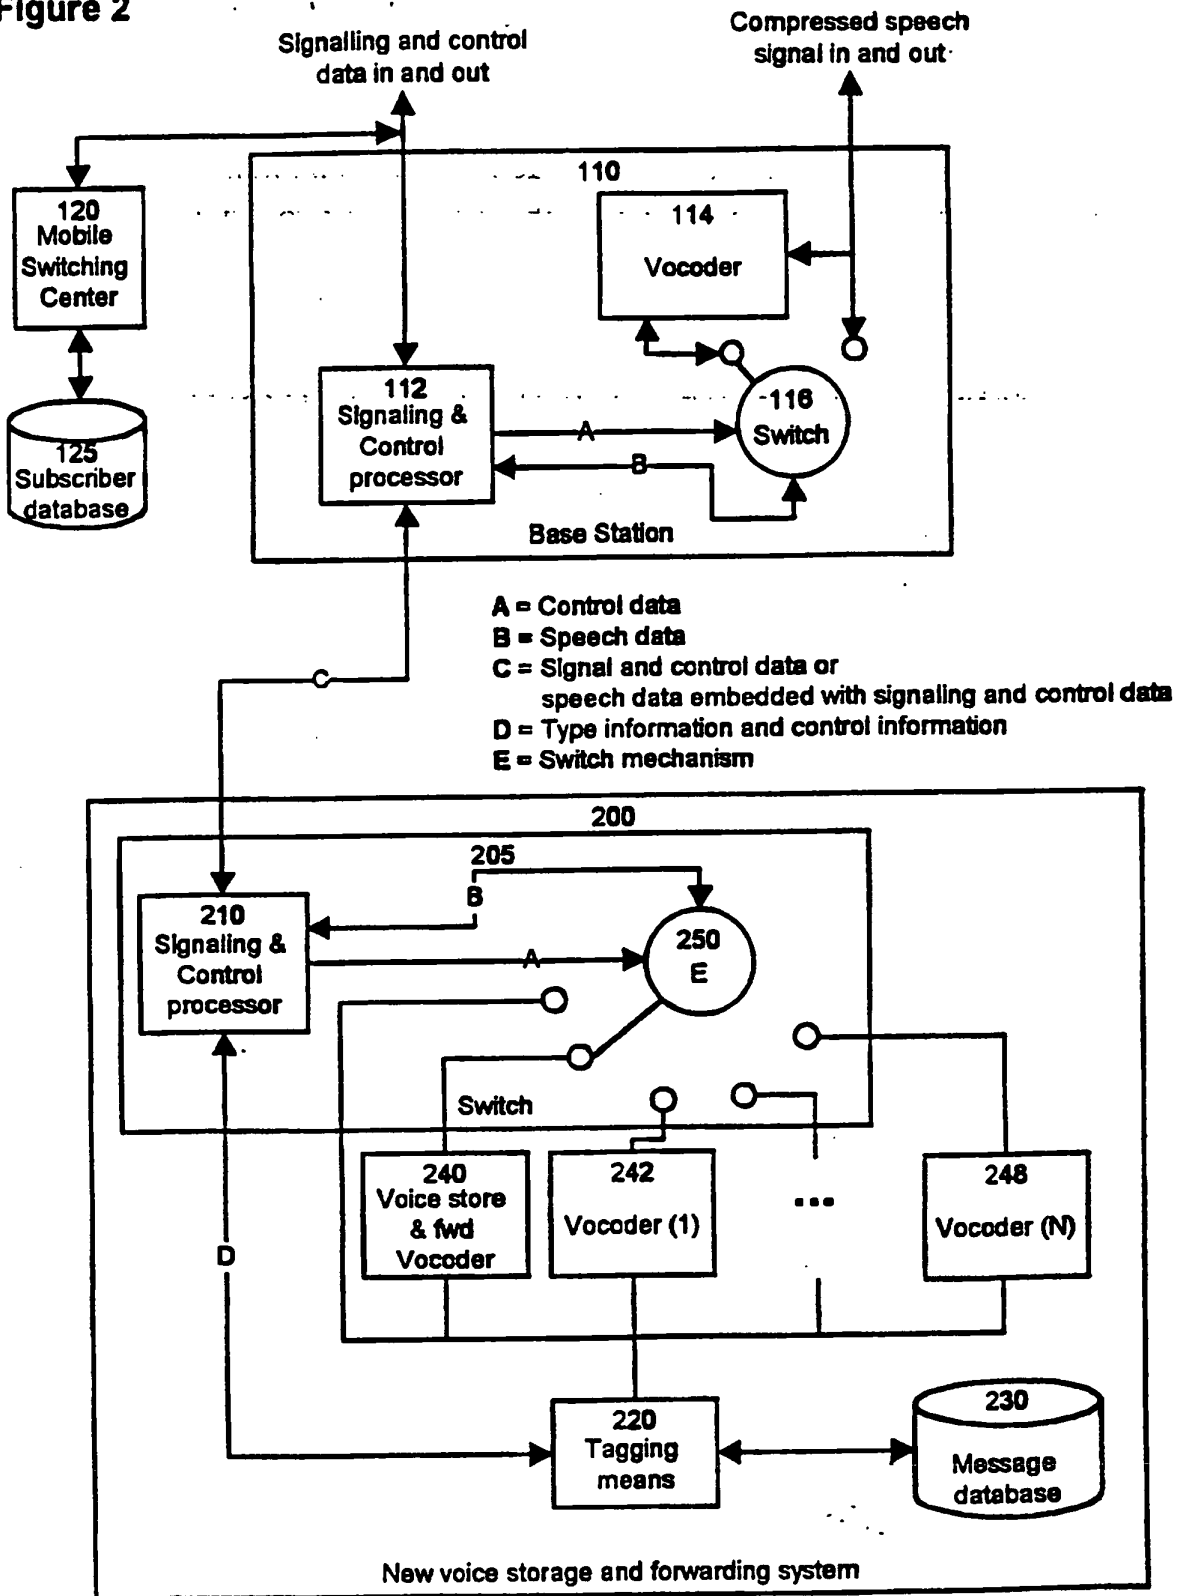 Figure 2
Signalling and control
data in and out
Compressed speech
signal in and out
110
120
Mobile
Switching
Center
114
Vocoder
112
Signaling &
Control
processor
116
Switch
A
B
125
Subscriber
database
Base Station
A = Control data
B = Speech data
C = Signal and control data or
speech data embedded with signaling and control data
D = Type information and control information
E = Switch mechanism
C
200
205
B
210
Signaling &
Control
processor
A
250
E
Switch
240
Voice store
& fwd
Vocoder
242
Vocoder (1)
...
248
Vocoder (N)
D
220
Tagging
means
230
Message
database
New voice storage and forwarding system